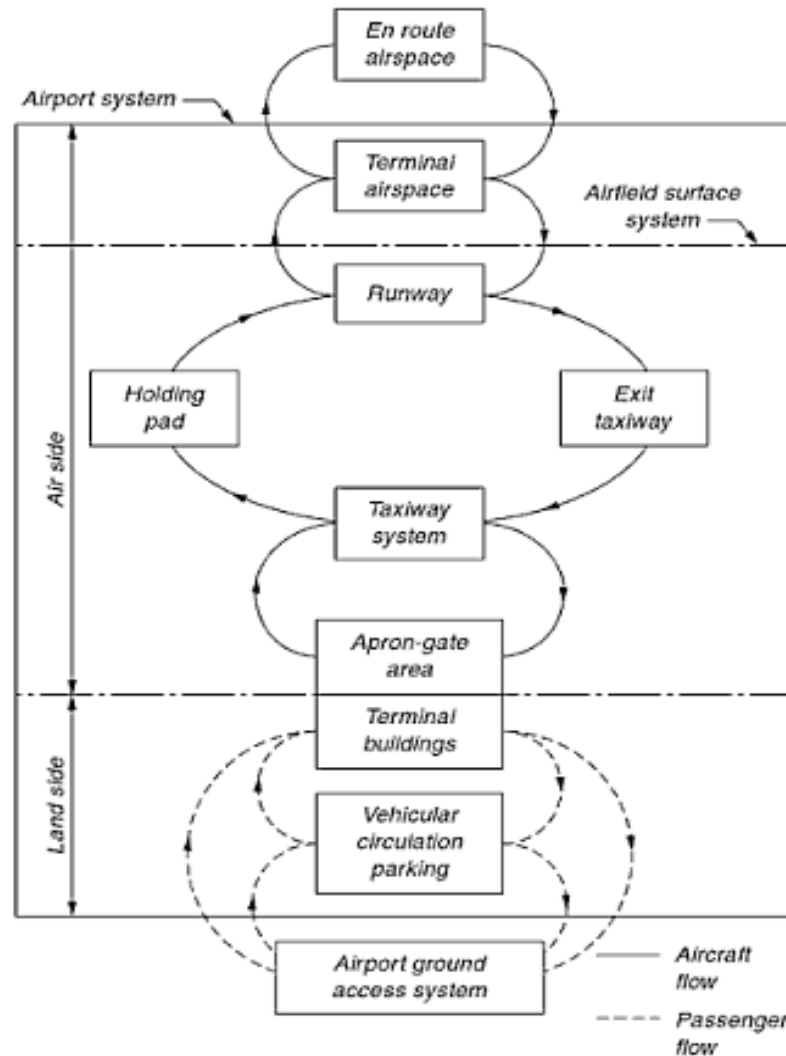 En route
airspace
Airport system
Terminal
airspace
Airfield surface
system
Runway
Holding
pad
Exit
taxiway
Air side
Taxiway
system
Apron-gate
area
Terminal
buildings
Land side
Vehicular
circulation
parking
Airport ground
access system
Aircraft
flow
Passenger
flow